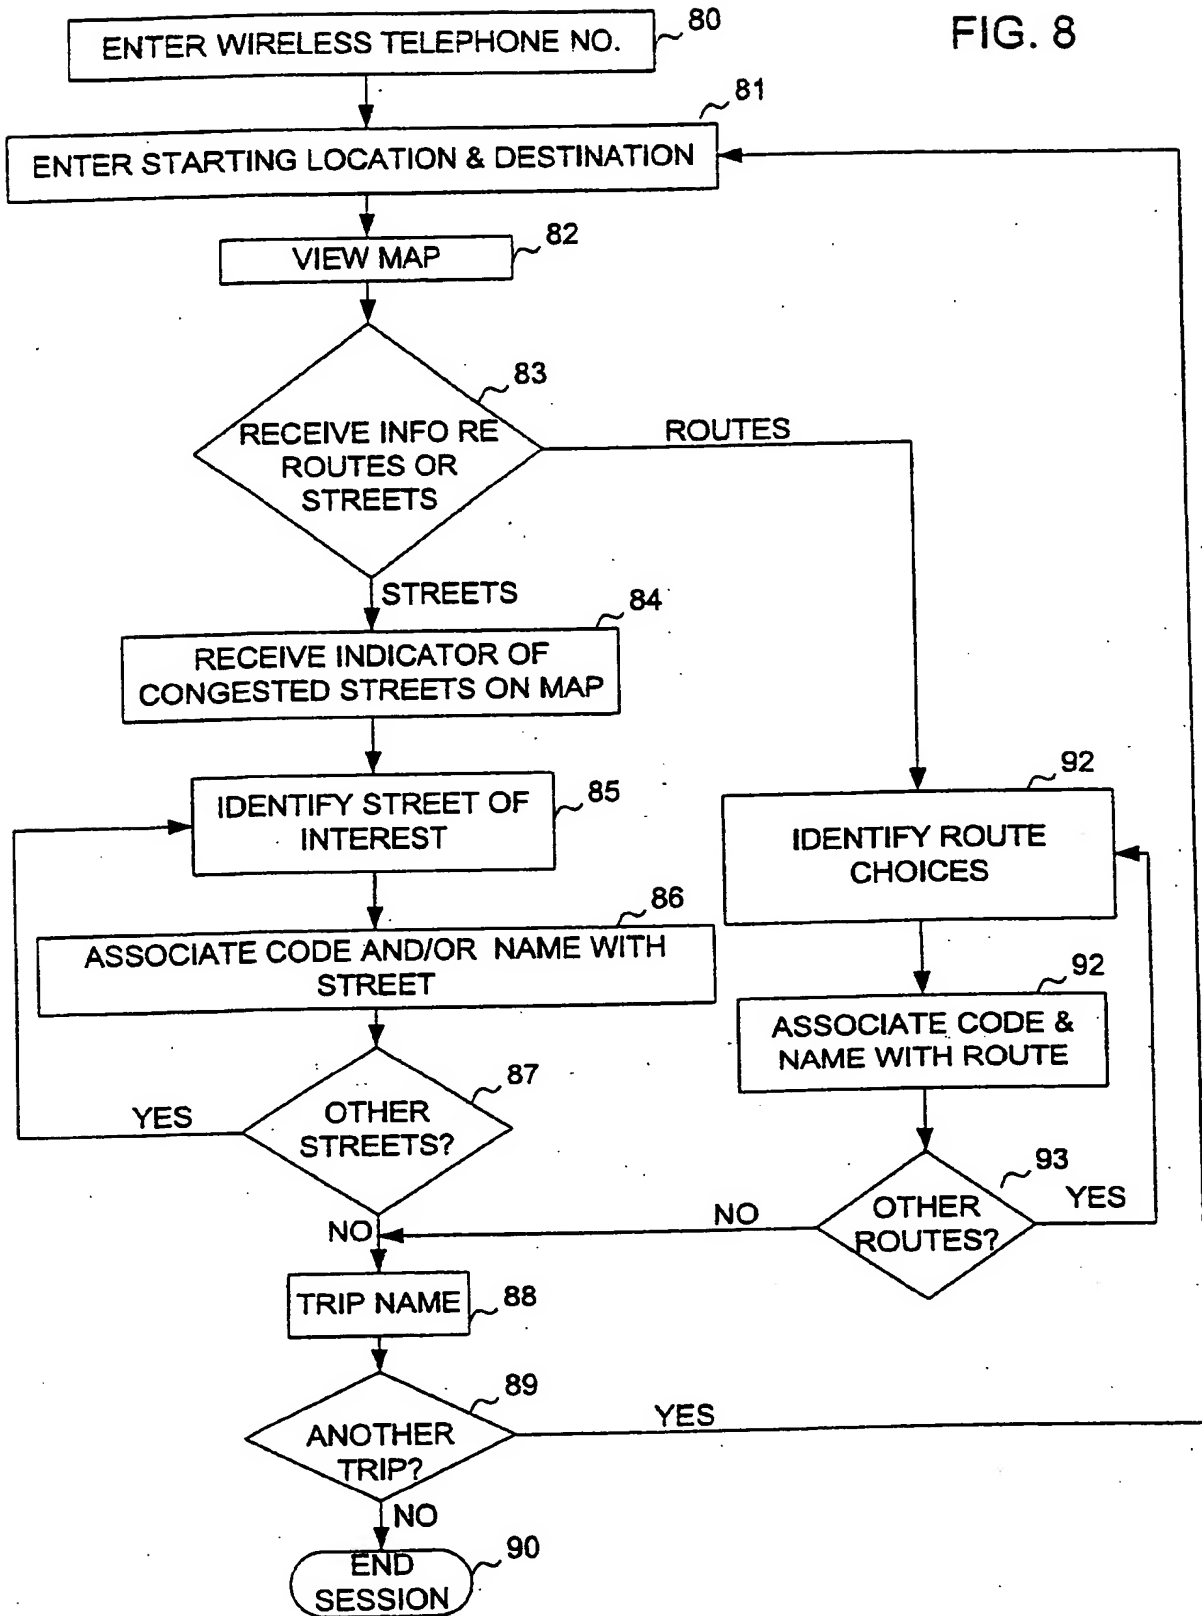 FIG. 8
ENTER WIRELESS TELEPHONE NO.
80
81
ENTER STARTING LOCATION & DESTINATION
82
VIEW MAP
83
RECEIVE INFO RE
ROUTES OR
STREETS
ROUTES
STREETS
84
RECEIVE INDICATOR OF
CONGESTED STREETS ON MAP
IDENTIFY STREET OF
INTEREST
85
92
IDENTIFY ROUTE
CHOICES
86
ASSOCIATE CODE AND/OR NAME WITH
STREET
92
ASSOCIATE CODE &
NAME WITH ROUTE
87
OTHER
STREETS?
YES
NO
93
OTHER
ROUTES?
YES
NO
TRIP NAME
88
89
ANOTHER
TRIP?
YES
NO
END
SESSION
90